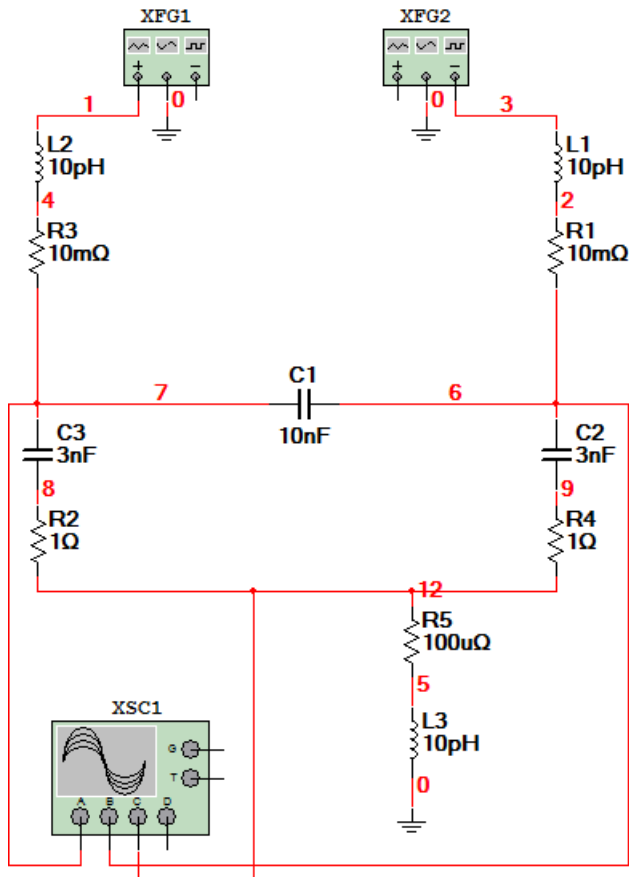 XFG1 XFG2
+ − + −
1 0 0 3
L2 L1
10pH 10pH
4 2
R3 R1
10mΩ 10mΩ
C1
7 6
10nF
C3 C2
3nF 3nF
8 9
R2 R4
1Ω 1Ω
12
R5
100uΩ
5
XSC1
L3
10pH
G
T
0
A B C D